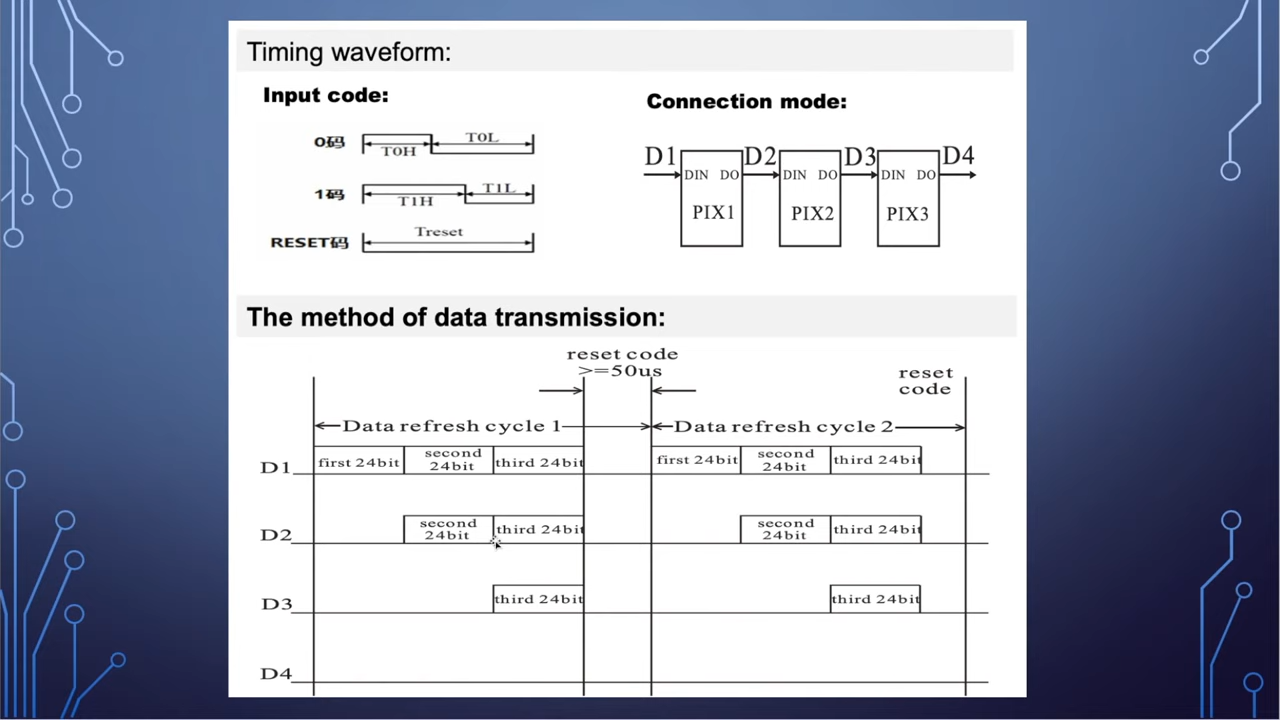 Timing waveform:
Input code:
Connection mode:
0码
T0H
T0L
1码
T1H
T1L
RESET码
Treset
D1
D2
D3
D4
DIN DO
DIN DO
DIN DO
PIX1
PIX2
PIX3
The method of data transmission:
reset code
>=50us
reset
code
Data refresh cycle 1
Data refresh cycle 2
D1
first 24bit
second
24bit
third 24bit
first 24bit
second
24bit
third 24bit
D2
second
24bit
third 24bit
second
24bit
third 24bit
D3
third 24bit
third 24bit
D4